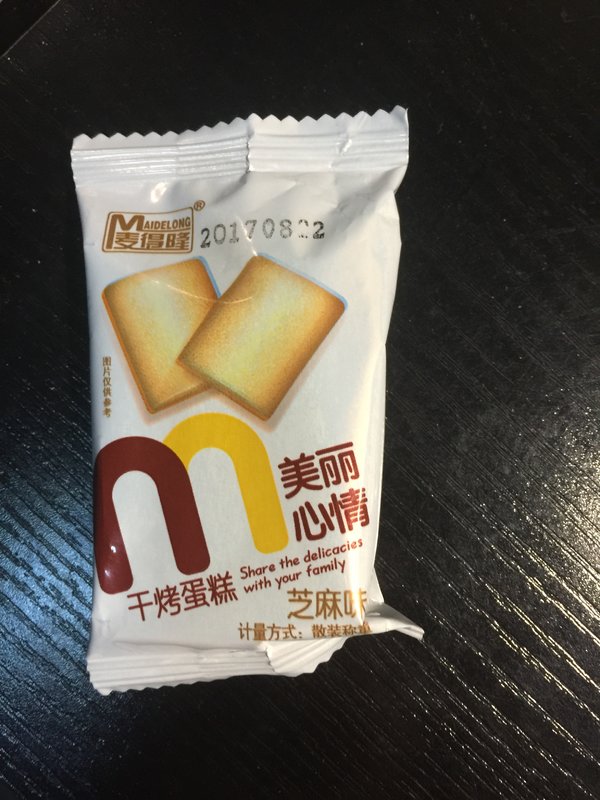 MAIDELONG
麦得隆
®
20170822
图片仅供参考
美丽
心情
Share the delicacies
with your family
干烤蛋糕
芝麻味
计量方式：散装称重